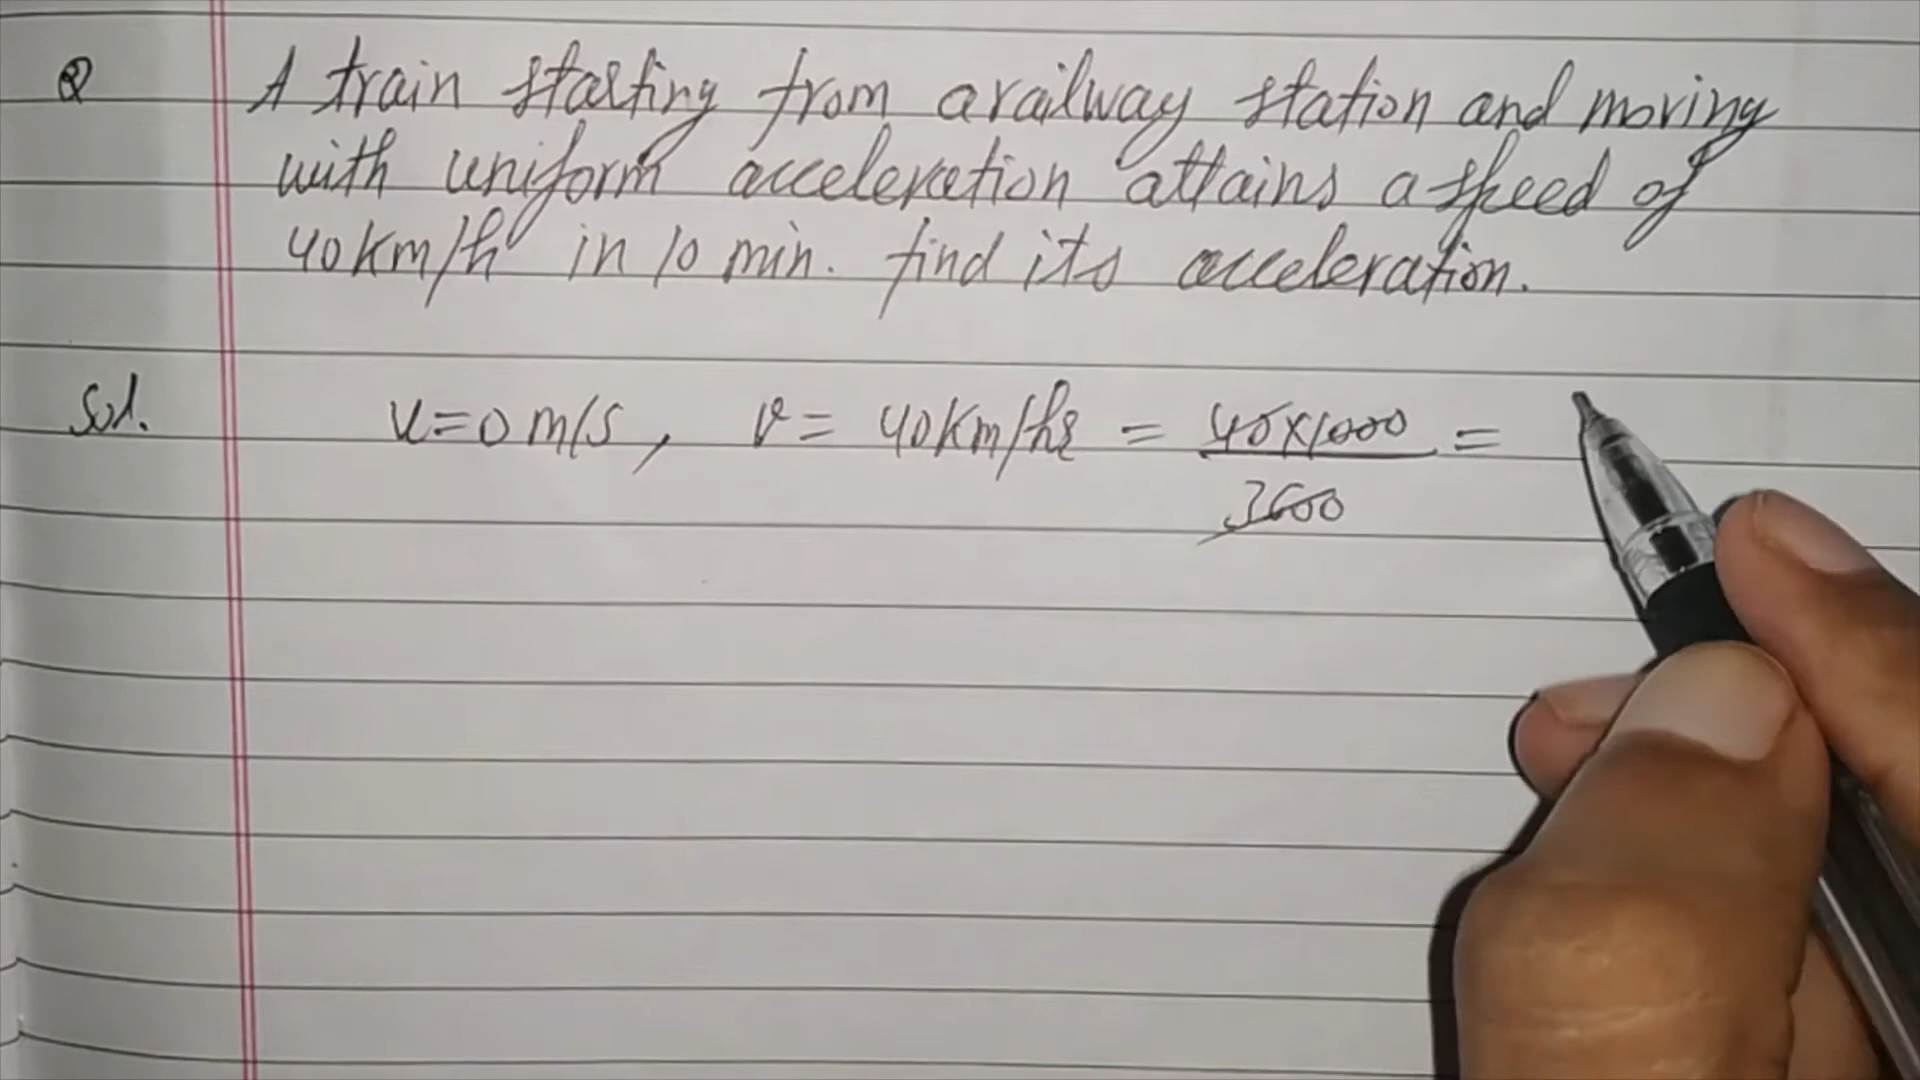 Q A train starting from a railway station and moving
with uniform acceleration attains a speed of
40 km/h in 10 min. find its acceleration.
Sol. u=0 m/s, v= 40 km/hr = 40×1000 =
3600